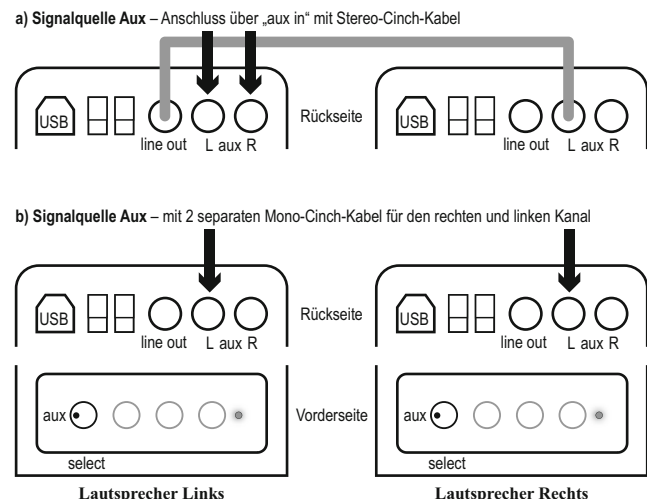 a) Signalquelle Aux – Anschluss über „aux in“ mit Stereo-Cinch-Kabel
USB
line out
L aux R
Rückseite
USB
line out
L aux R
b) Signalquelle Aux – mit 2 separaten Mono-Cinch-Kabel für den rechten und linken Kanal
USB
line out
L aux R
Rückseite
USB
line out
L aux R
aux
select
Vorderseite
aux
select
Lautsprecher Links
Lautsprecher Rechts